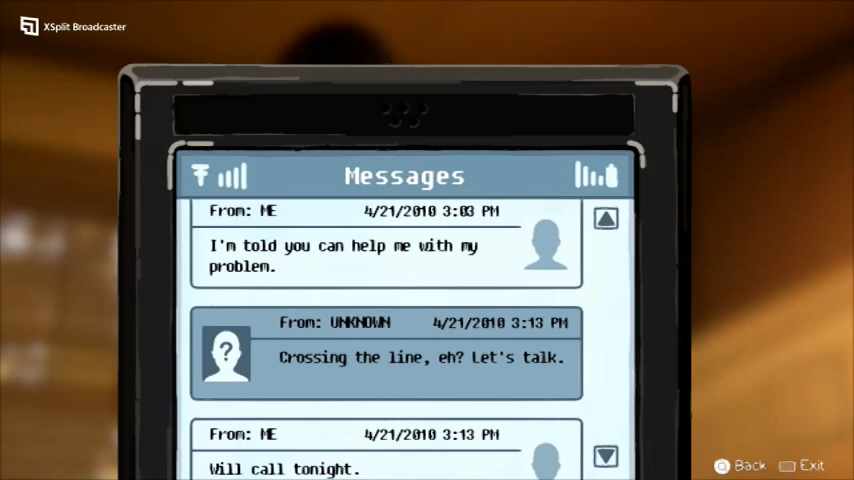 XSplit Broadcaster
Messages
From: ME 4/21/2010 3:03 PM
I'm told you can help me with my
problem.
From: UNKNOWN 4/21/2010 3:13 PM
?
Crossing the line, eh? Let's talk.
From: ME 4/21/2010 3:13 PM
Will call tonight.
Back Exit